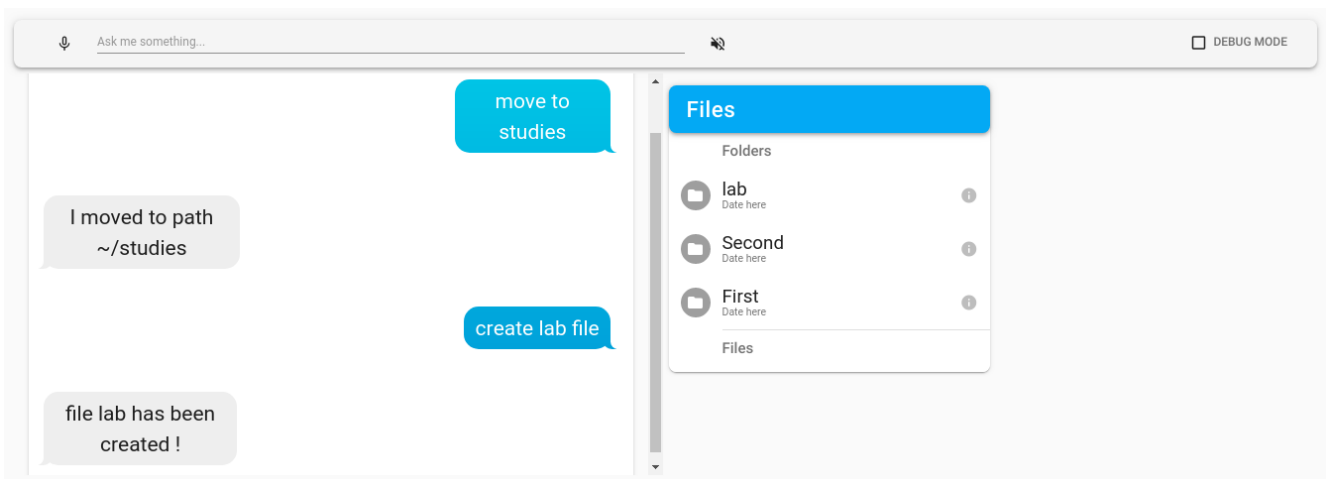 Ask me something...
DEBUG MODE
move to
studies
I moved to path
~/studies
create lab file
file lab has been
created !
Files
Folders
lab
Date here
Second
Date here
First
Date here
Files